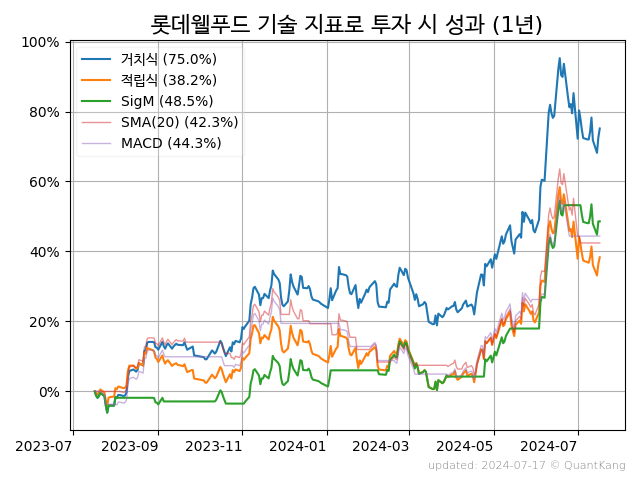 롯데웰푸드 기술 지표로 투자 시 성과 (1년)
100%
80%
60%
40%
20%
0%
거치식 (75.0%)
적립식 (38.2%)
SigM (48.5%)
SMA(20) (42.3%)
MACD (44.3%)
2023-07
2023-09
2023-11
2024-01
2024-03
2024-05
2024-07
updated: 2024-07-17 © QuantKang